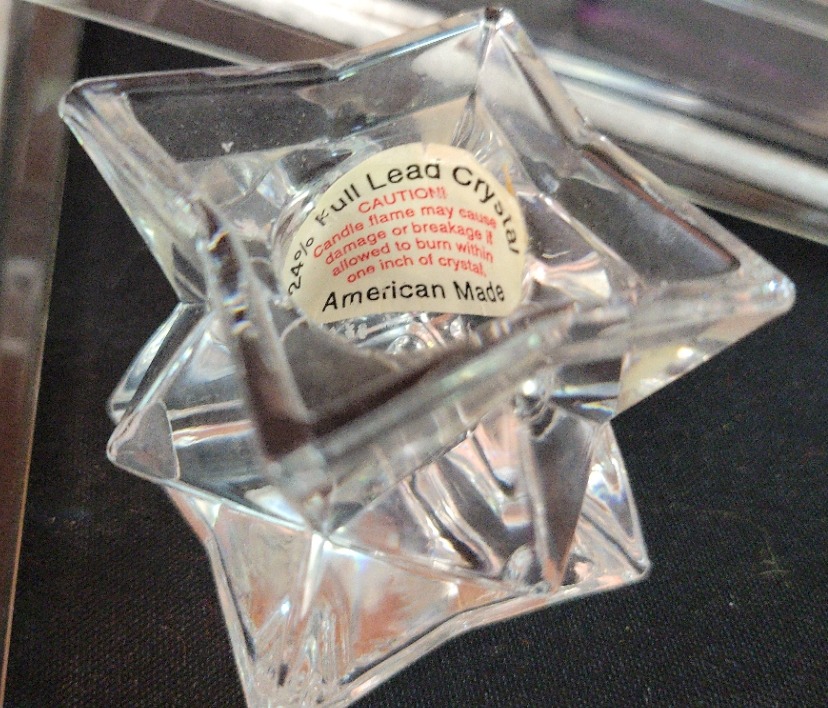 24% Full Lead Crystal
CAUTION!
Candle flame may cause
damage or breakage if
allowed to burn within
one inch of crystal.
American Made